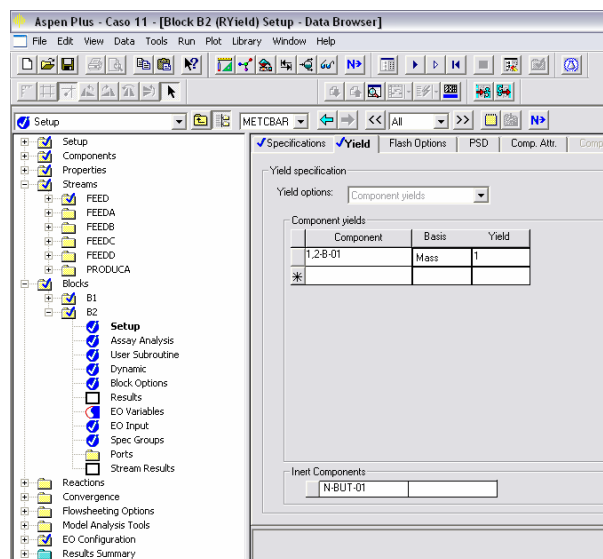 Aspen Plus - Caso 11 - [Block B2 (RYield) Setup - Data Browser]
File Edit View Data Tools Run Plot Library Window Help
N>
Setup METCBAR << All >> N>
Setup
Components
Properties
Streams
FEED
FEEDA
FEEDB
FEEDC
FEEDD
PRODUCA
Blocks
B1
B2
Setup
Assay Analysis
User Subroutine
Dynamic
Block Options
Results
EO Variables
EO Input
Spec Groups
Ports
Stream Results
Reactions
Convergence
Flowsheeting Options
Model Analysis Tools
EO Configuration
Results Summary
Specifications Yield Flash Options PSD Comp. Attr. Comp
Yield specification
Yield options: Component yields
Component yields
Component Basis Yield
1,2-B-01 Mass 1
Inert Components
N-BUT-01